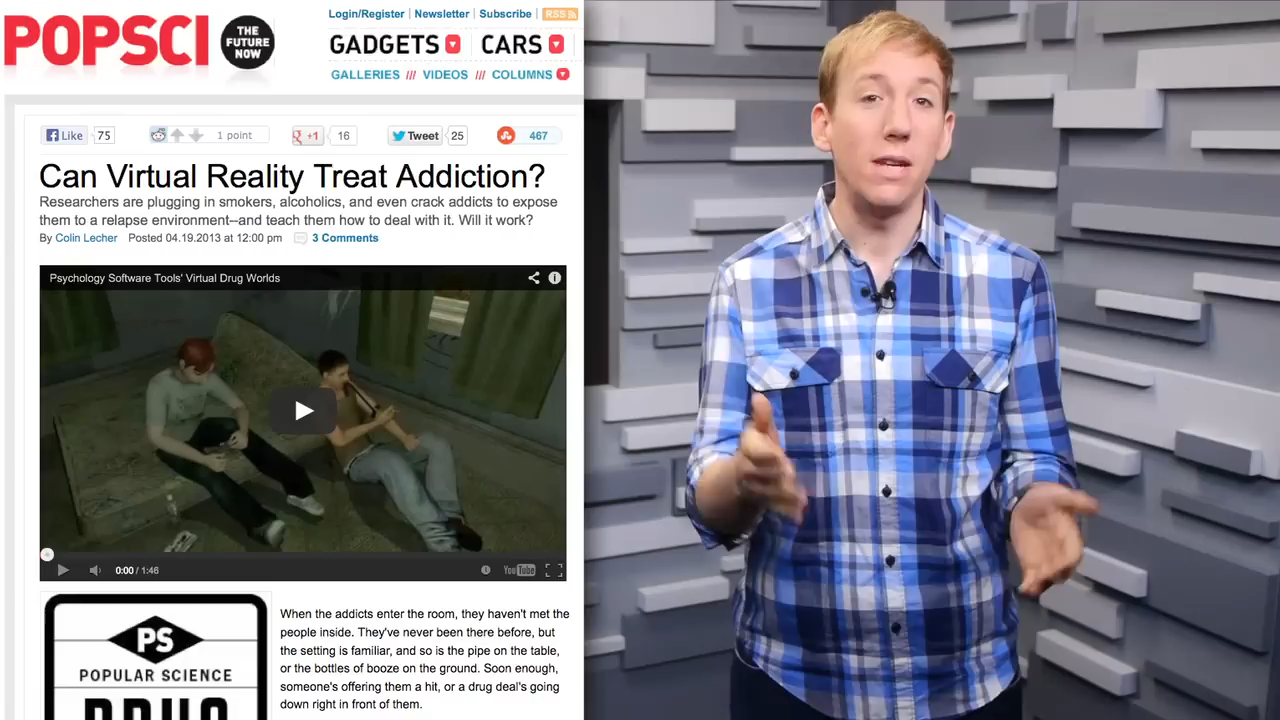 POPSCI
THE
FUTURE
NOW
Login/Register | Newsletter | Subscribe | RSS
GADGETS CARS
GALLERIES /// VIDEOS /// COLUMNS
Like 75 1 point +1 16 Tweet 25 467
Can Virtual Reality Treat Addiction?
Researchers are plugging in smokers, alcoholics, and even crack addicts to expose
them to a relapse environment--and teach them how to deal with it. Will it work?
By Colin Lecher Posted 04.19.2013 at 12:00 pm 3 Comments
Psychology Software Tools' Virtual Drug Worlds
0:00 / 1:46 YouTube
PS
POPULAR SCIENCE
DRUG
When the addicts enter the room, they haven't met the
people inside. They've never been there before, but
the setting is familiar, and so is the pipe on the table,
or the bottles of booze on the ground. Soon enough,
someone's offering them a hit, or a drug deal's going
down right in front of them.